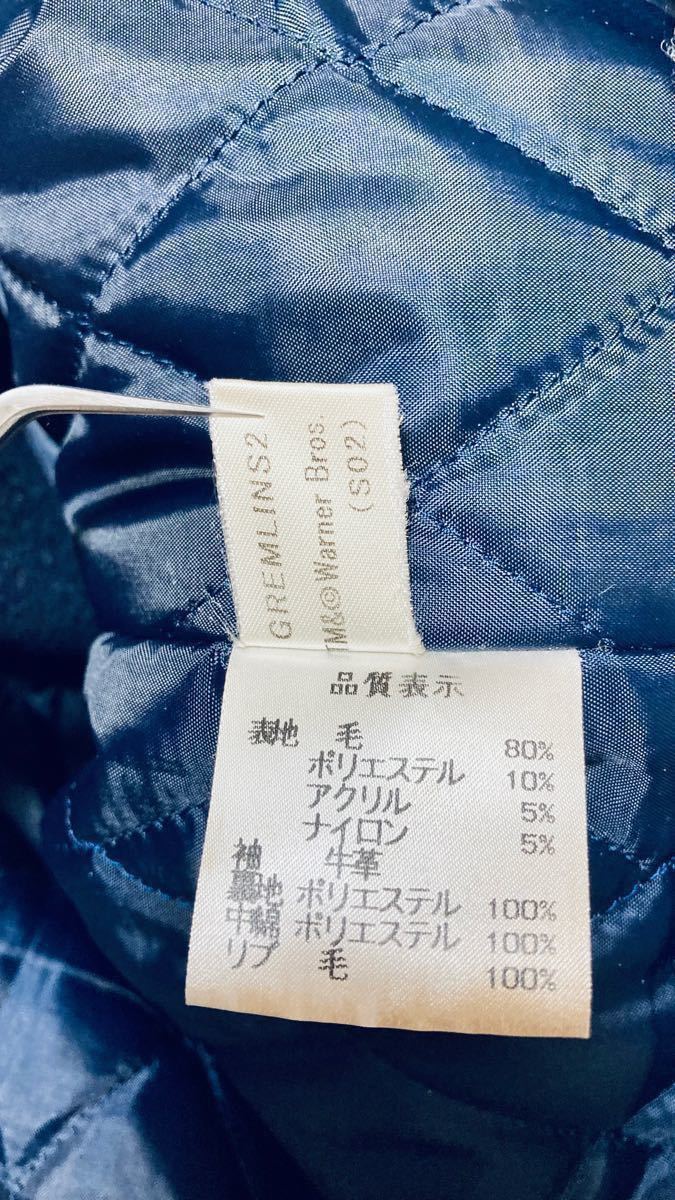 GREMLINS2
TM&©Warner Bros.
(S02)
品質表示
表地 毛 80%
ポリエステル 10%
アクリル 5%
ナイロン 5%
袖 牛革
裏地 ポリエステル 100%
中綿 ポリエステル 100%
リブ 毛 100%